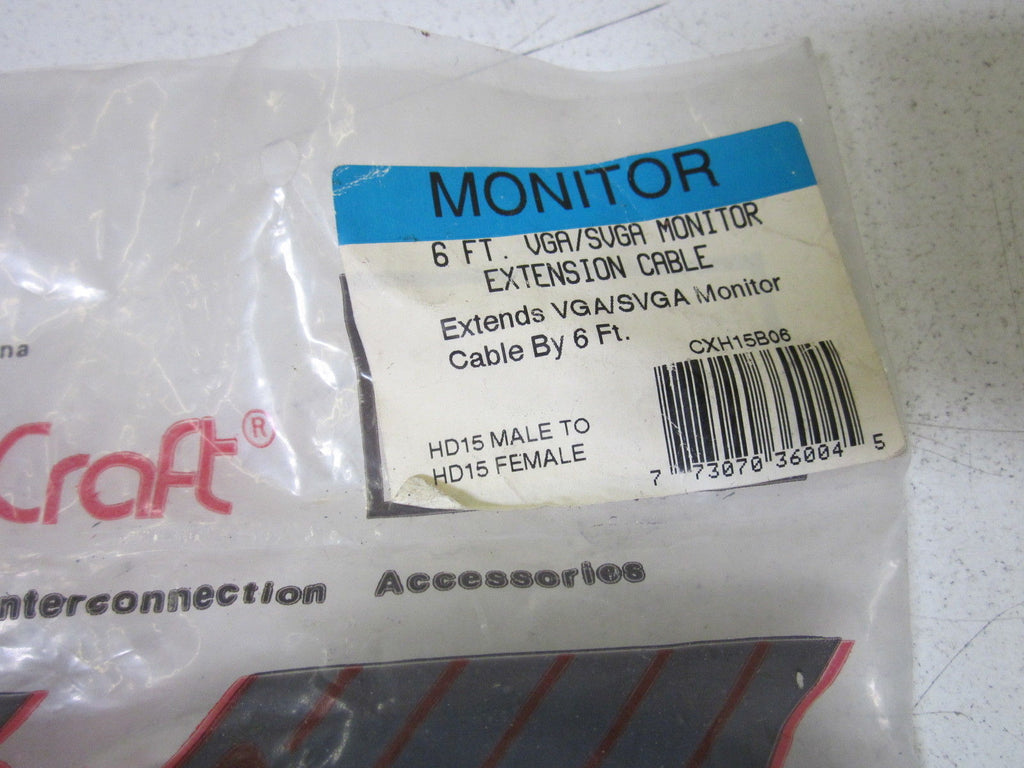 MONITOR
6 FT. VGA/SVGA MONITOR
EXTENSION CABLE
Extends VGA/SVGA Monitor
Cable By 6 Ft.
CXH15B06
HD15 MALE TO
HD15 FEMALE
7 73070 36004 5
na
Craft®
nterconnection Accessories